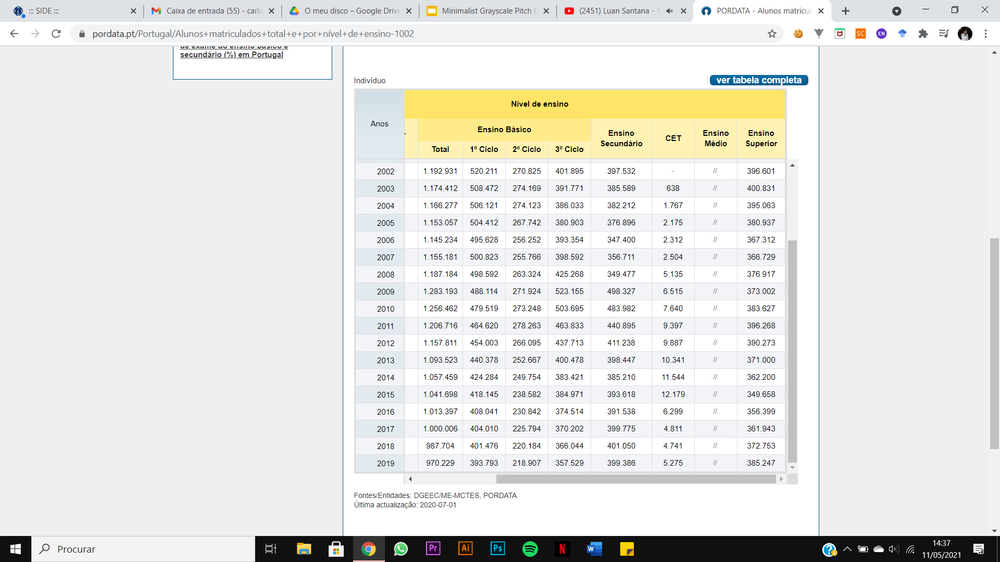 ::: SIDE :::
Caixa de entrada (55) - carla
O meu disco – Google Drive
Minimalist Grayscale Pitch D
(2451) Luan Santana - T
PORDATA - Alunos matricul
pordata.pt/Portugal/Alunos+matriculados+total+e+por+nível+de+ensino-1002
SC
EN
de exame do ensino básico e
secundário (%) em Portugal
Indivíduo
ver tabela completa
Anos
Nível de ensino
Ensino Básico
Ensino Secundário
CET
Ensino Médio
Ensino Superior
Total 1º Ciclo 2º Ciclo 3º Ciclo
2002 1.192.931 520.211 270.825 401.895 397.532 - // 396.601
2003 1.174.412 508.472 274.169 391.771 385.589 638 // 400.831
2004 1.166.277 506.121 274.123 386.033 382.212 1.767 // 395.063
2005 1.153.057 504.412 267.742 380.903 376.896 2.175 // 380.937
2006 1.145.234 495.628 256.252 393.354 347.400 2.312 // 367.312
2007 1.155.181 500.823 255.766 398.592 356.711 2.504 // 366.729
2008 1.187.184 498.592 263.324 425.268 349.477 5.135 // 376.917
2009 1.283.193 488.114 271.924 523.155 498.327 6.515 // 373.002
2010 1.256.462 479.519 273.248 503.695 483.982 7.640 // 383.627
2011 1.206.716 464.620 278.263 463.833 440.895 9.397 // 396.268
2012 1.157.811 454.003 266.095 437.713 411.238 9.887 // 390.273
2013 1.093.523 440.378 252.667 400.478 398.447 10.341 // 371.000
2014 1.057.459 424.284 249.754 383.421 385.210 11.544 // 362.200
2015 1.041.698 418.145 238.582 384.971 393.618 12.179 // 349.658
2016 1.013.397 408.041 230.842 374.514 391.538 6.299 // 356.399
2017 1.000.006 404.010 225.794 370.202 399.775 4.811 // 361.943
2018 987.704 401.476 220.184 366.044 401.050 4.741 // 372.753
2019 970.229 393.793 218.907 357.529 399.386 5.275 // 385.247
Fontes/Entidades: DGEEC/ME-MCTES, PORDATA
Última actualização: 2020-07-01
Procurar
Pr
Ai
Ps
N
W
14:37
11/05/2021